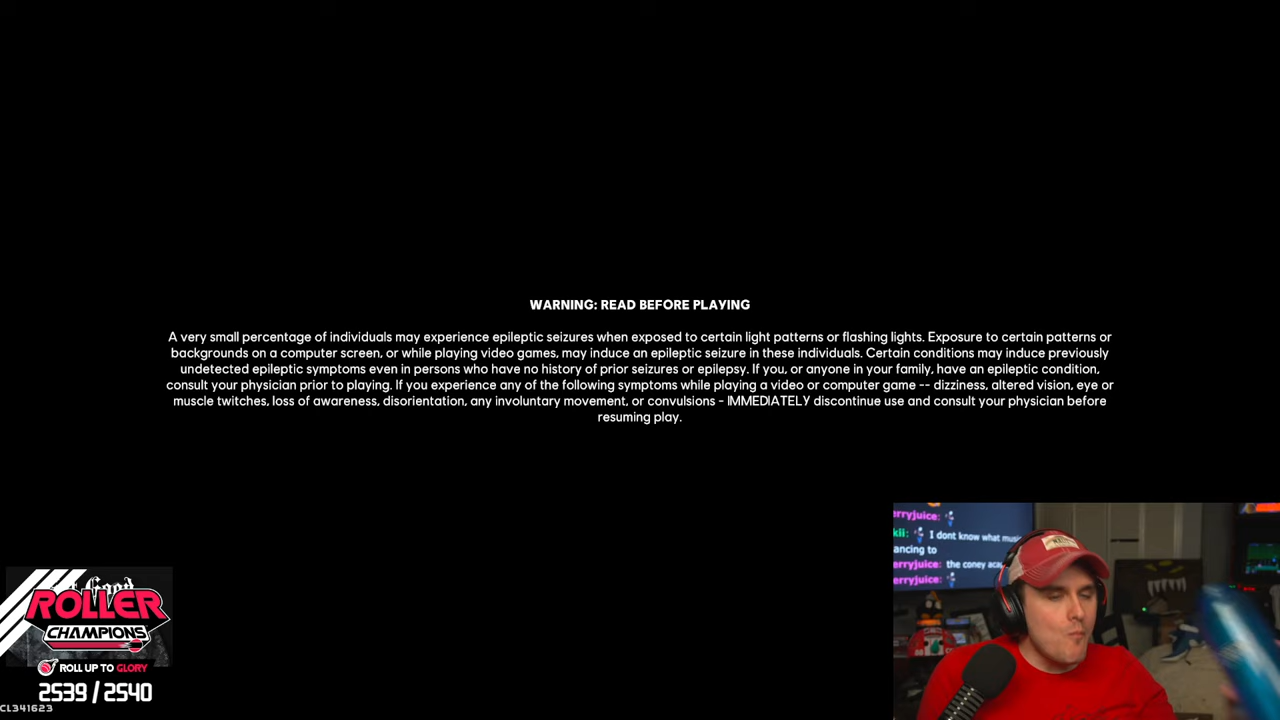 WARNING: READ BEFORE PLAYING
A very small percentage of individuals may experience epileptic seizures when exposed to certain light patterns or flashing lights. Exposure to certain patterns or
backgrounds on a computer screen, or while playing video games, may induce an epileptic seizure in these individuals. Certain conditions may induce previously
undetected epileptic symptoms even in persons who have no history of prior seizures or epilepsy. If you, or anyone in your family, have an epileptic condition,
consult your physician prior to playing. If you experience any of the following symptoms while playing a video or computer game -- dizziness, altered vision, eye or
muscle twitches, loss of awareness, disorientation, any involuntary movement, or convulsions - IMMEDIATELY discontinue use and consult your physician before
resuming play.
erryjuice:
kii: I dont know what musi
ancing to
erryjuice: the coney aca
erryjuice:
Good
ROLLER
CHAMPIONS
ROLL UP TO GLORY
2539 / 2540
CL341623